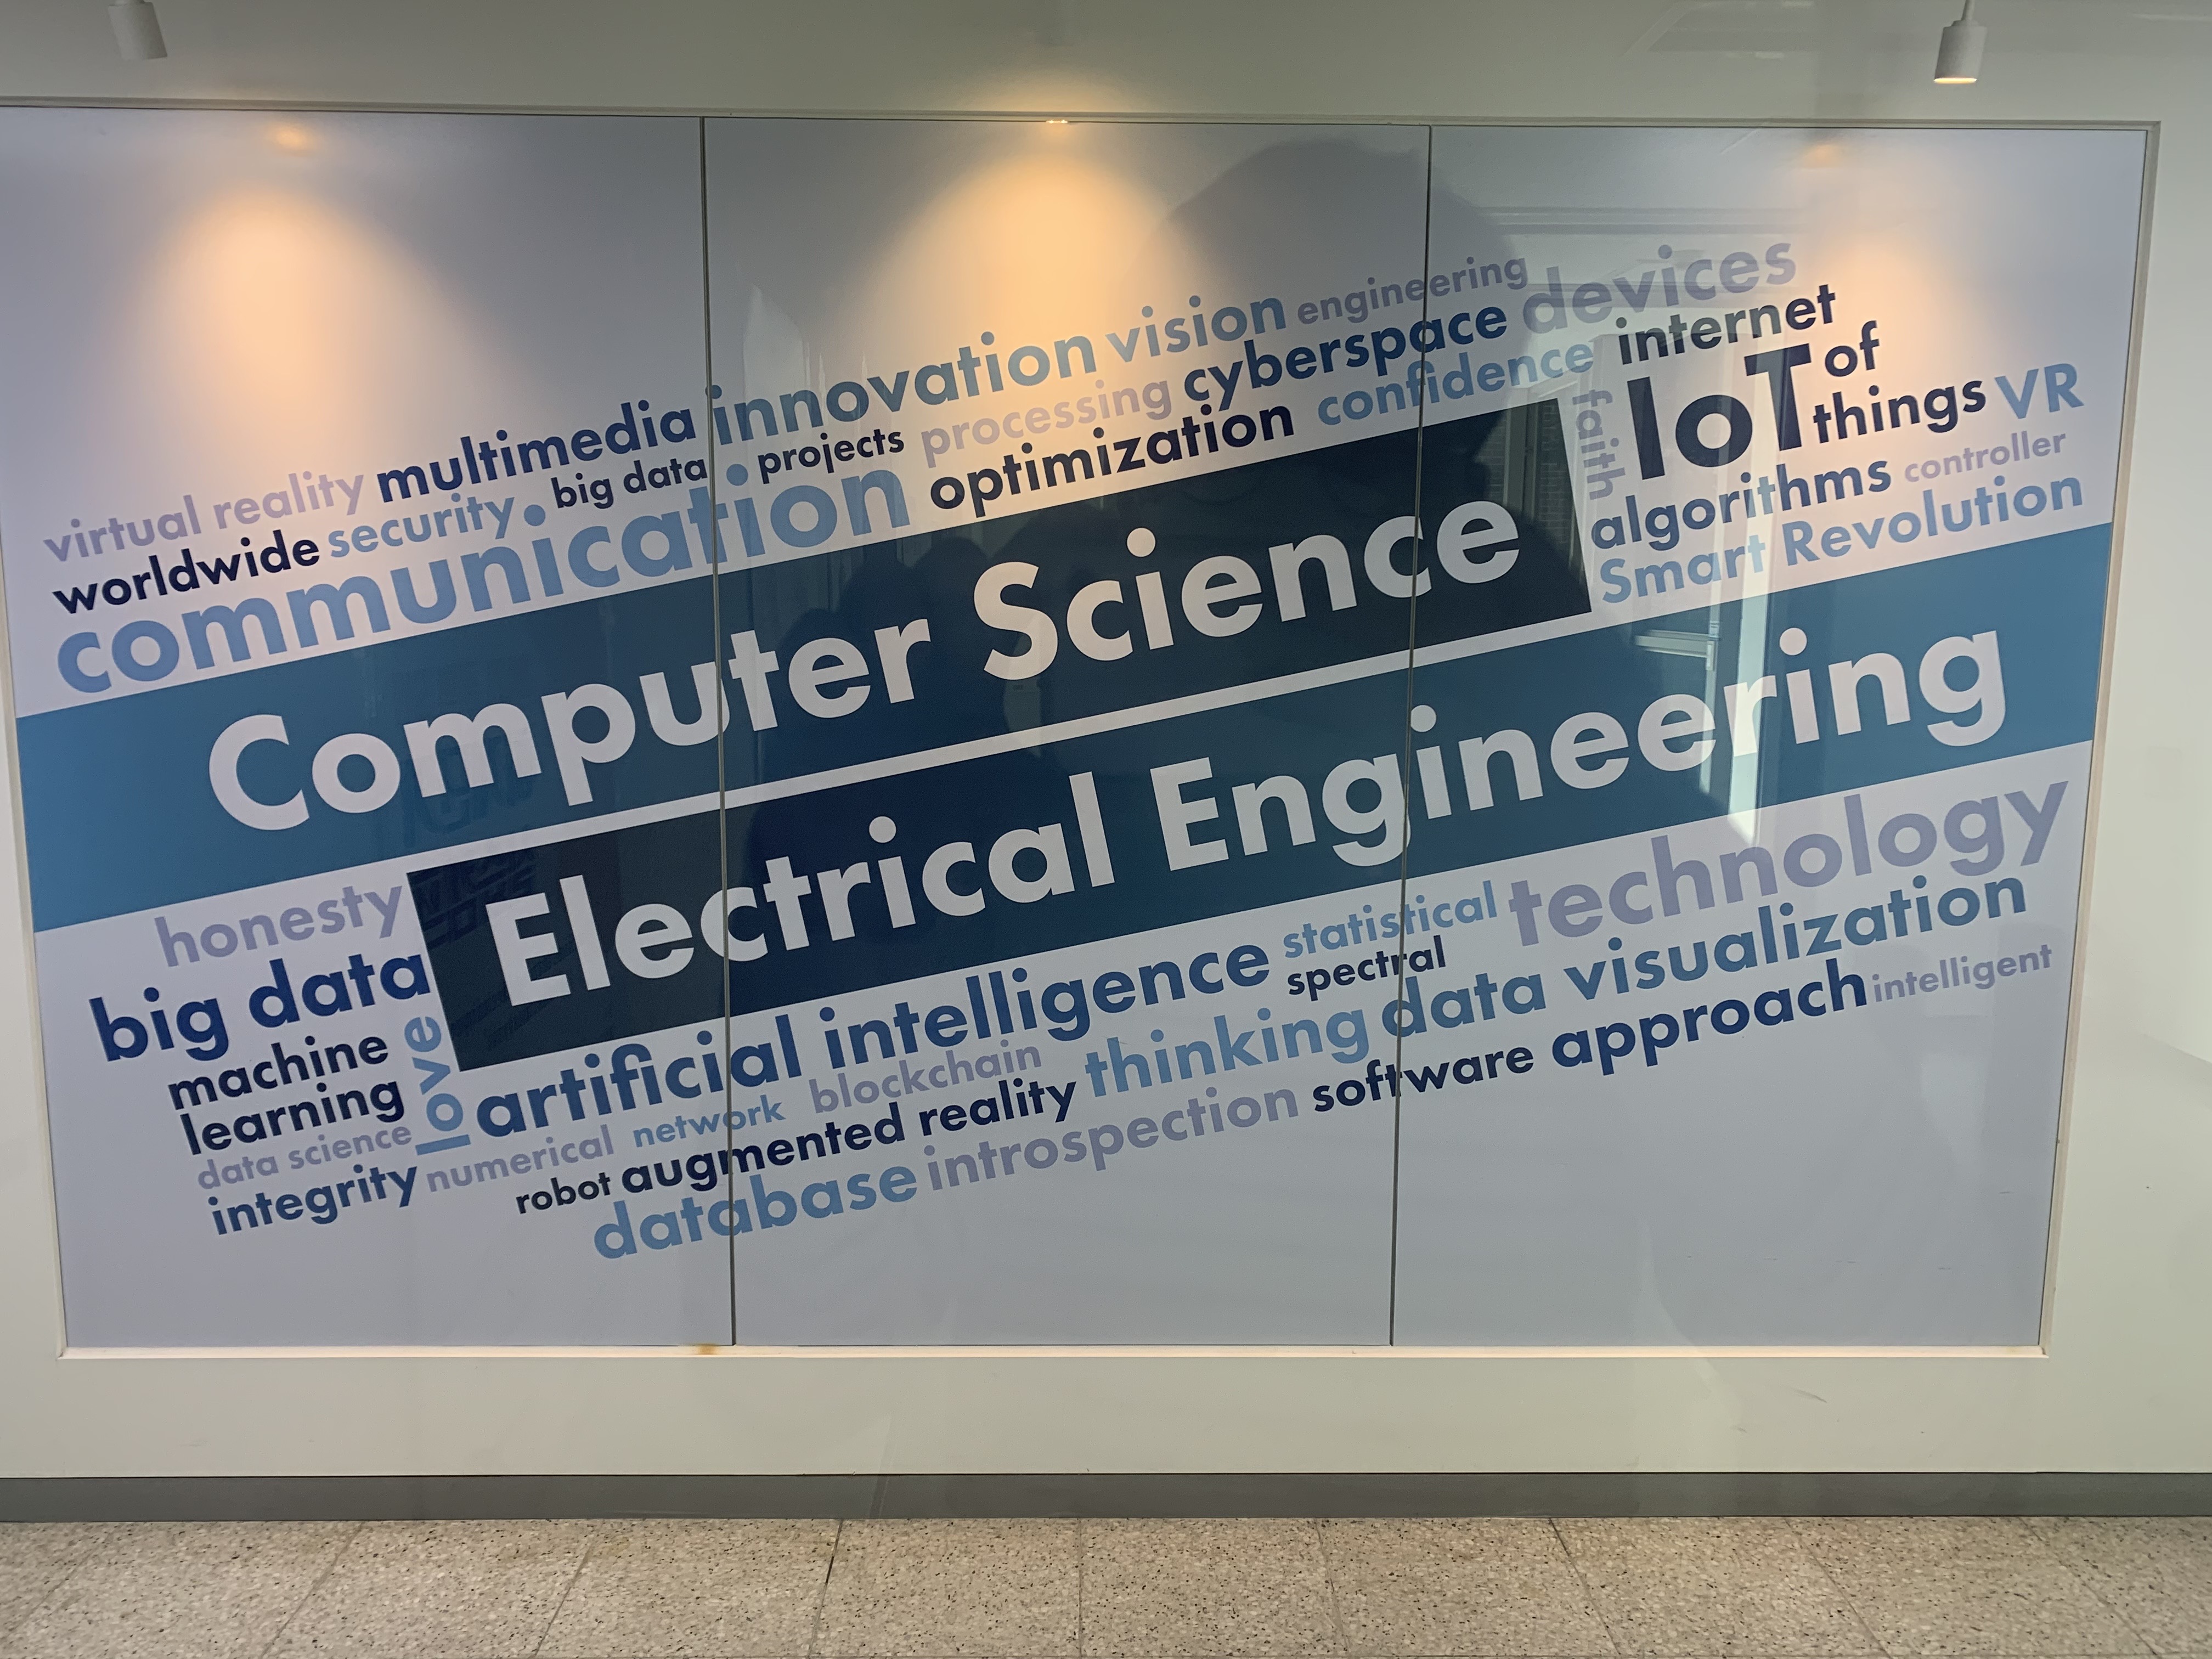 virtual reality multimedia innovation vision engineering devices
worldwide security big data projects processing cyberspace internet
communication optimization confidence
faith
IoT of
things VR
algorithms controller
Smart Revolution
Computer Science
Electrical Engineering
honesty
big data
machine
learning
love
data science
integrity
artificial intelligence statistical technology
spectral
numerical network blockchain thinking data visualization
robot augmented reality
database introspection software approach intelligent